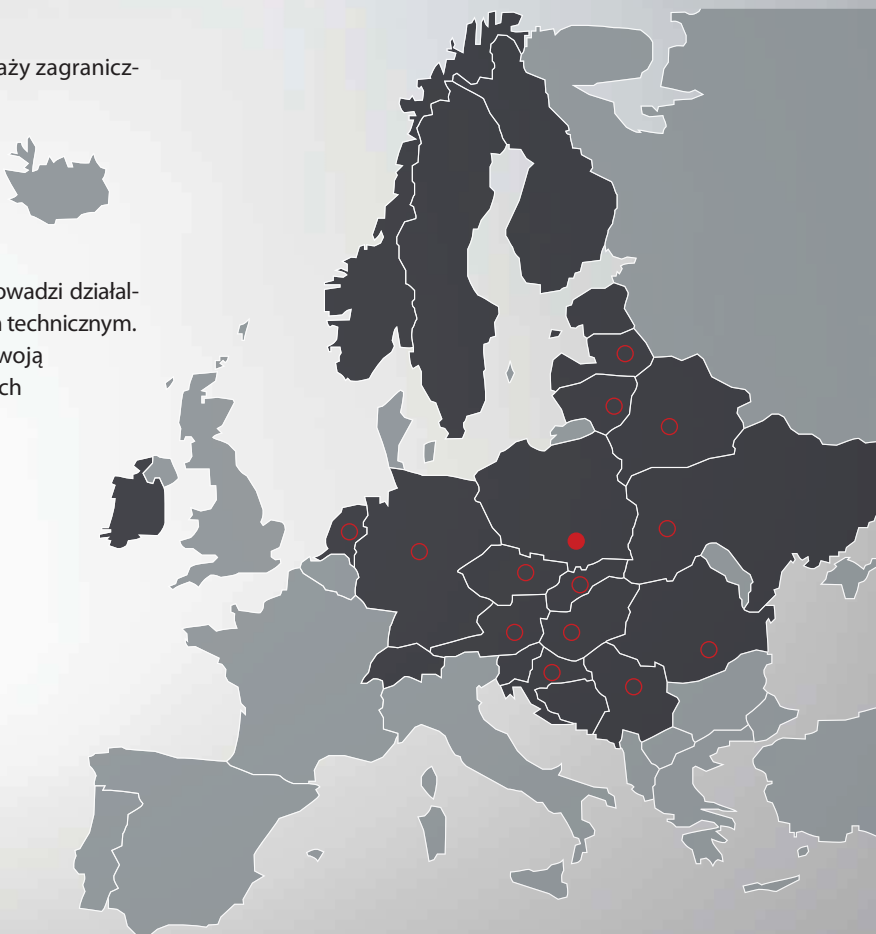 aży zagranicz-
owadzi działal-
technicznym.
woją
ch